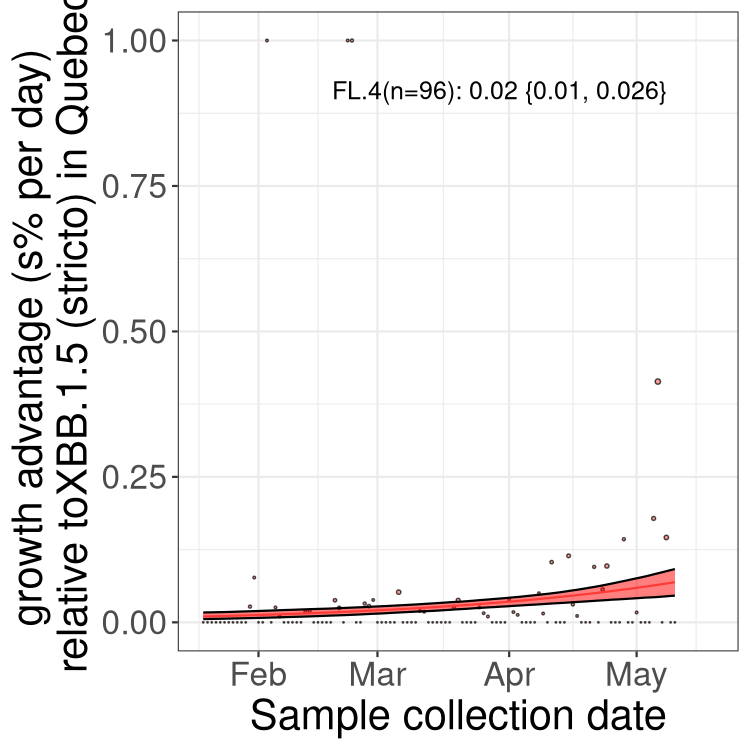 growth advantage (s% per day)
relative toXBB.1.5 (stricto) in Quebec
1.00
0.75
0.50
0.25
0.00
FL.4(n=96): 0.02 {0.01, 0.026}
Feb Mar Apr May
Sample collection date